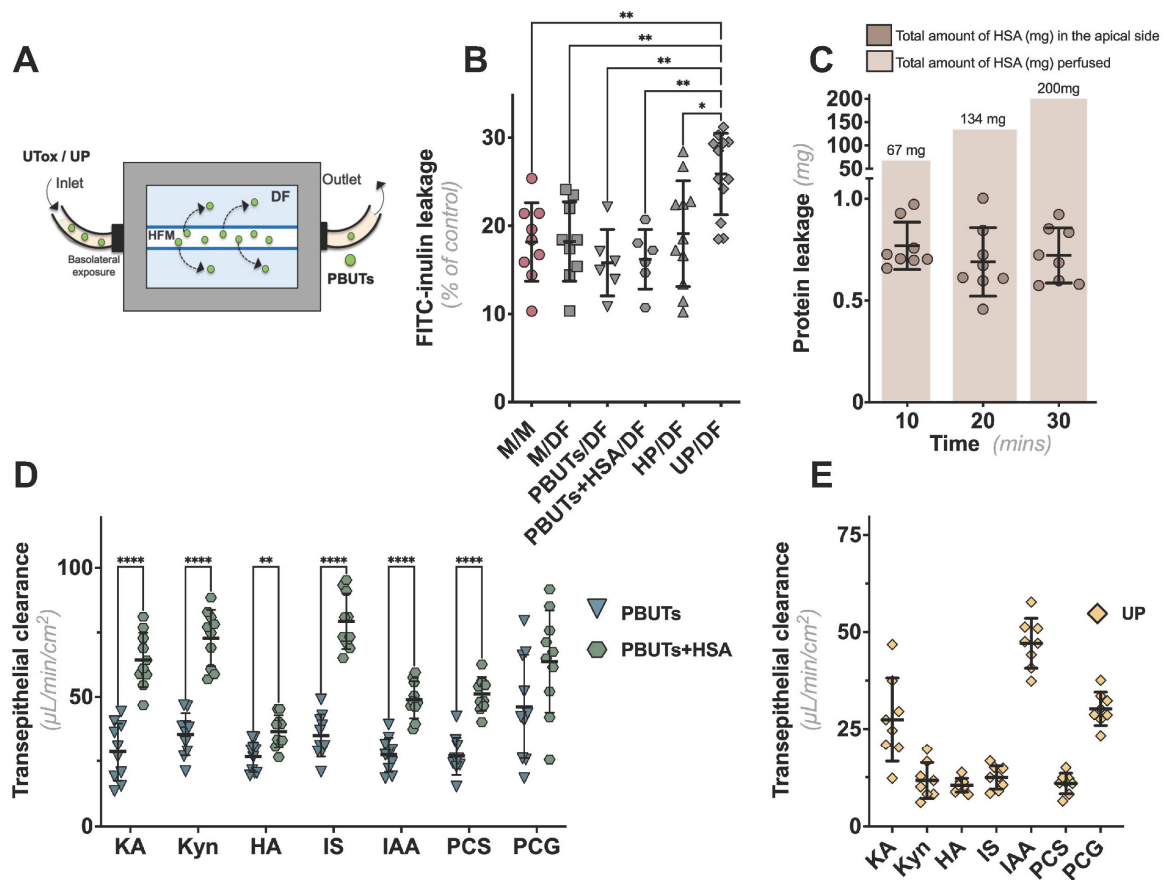 A
UTox / UP
Inlet
Outlet
DF
HFM
Basolateral
exposure
PBUTs
B
FITC-inulin leakage
(% of control)
**
**
**
**
*
30
20
10
0
M/M
M/DF
PBUTs/DF
PBUTs+HSA/DF
HP/DF
UP/DF
C
Total amount of HSA (mg) in the apical side
Total amount of HSA (mg) perfused
Protein leakage (mg)
200
150
100
50
1.0
0.5
0
67 mg
134 mg
200mg
10
20
30
Time (mins)
D
Transepithelial clearance
(µL/min/cm²)
100
50
0
****
****
**
****
****
****
KA
Kyn
HA
IS
IAA
PCS
PCG
PBUTs
PBUTs+HSA
E
Transepithelial clearance
(µL/min/cm²)
75
50
25
0
UP
KA
Kyn
HA
IS
IAA
PCS
PCG